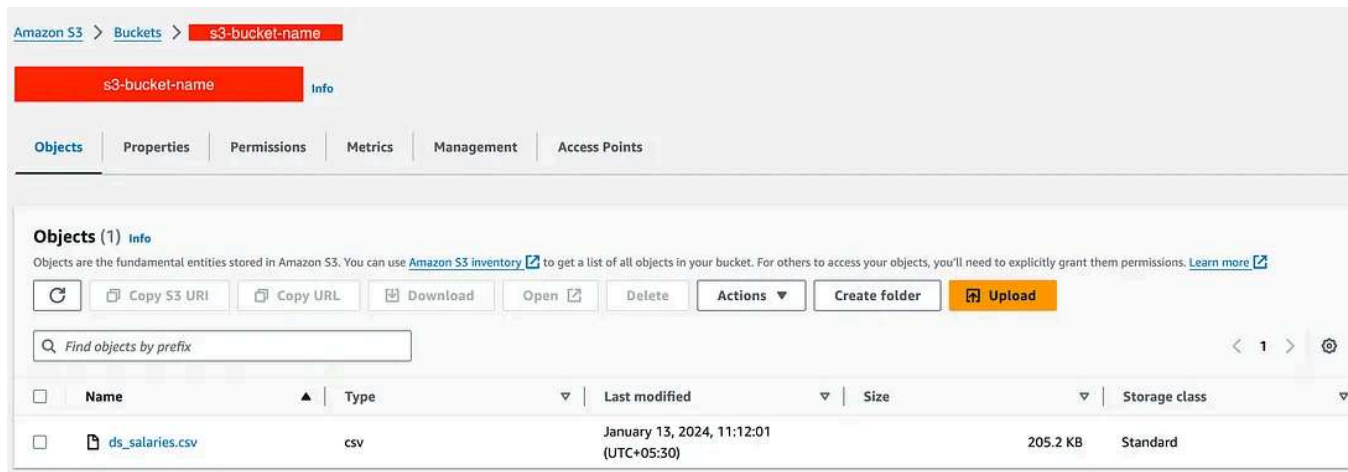 Amazon S3 > Buckets > s3-bucket-name
s3-bucket-name Info
Objects Properties Permissions Metrics Management Access Points
Objects (1) Info
Objects are the fundamental entities stored in Amazon S3. You can use Amazon S3 inventory to get a list of all objects in your bucket. For others to access your objects, you'll need to explicitly grant them permissions. Learn more
Copy S3 URI Copy URL Download Open Delete Actions Create folder Upload
Find objects by prefix < 1 >
Name Type Last modified Size Storage class
ds_salaries.csv csv January 13, 2024, 11:12:01 205.2 KB Standard
(UTC+05:30)